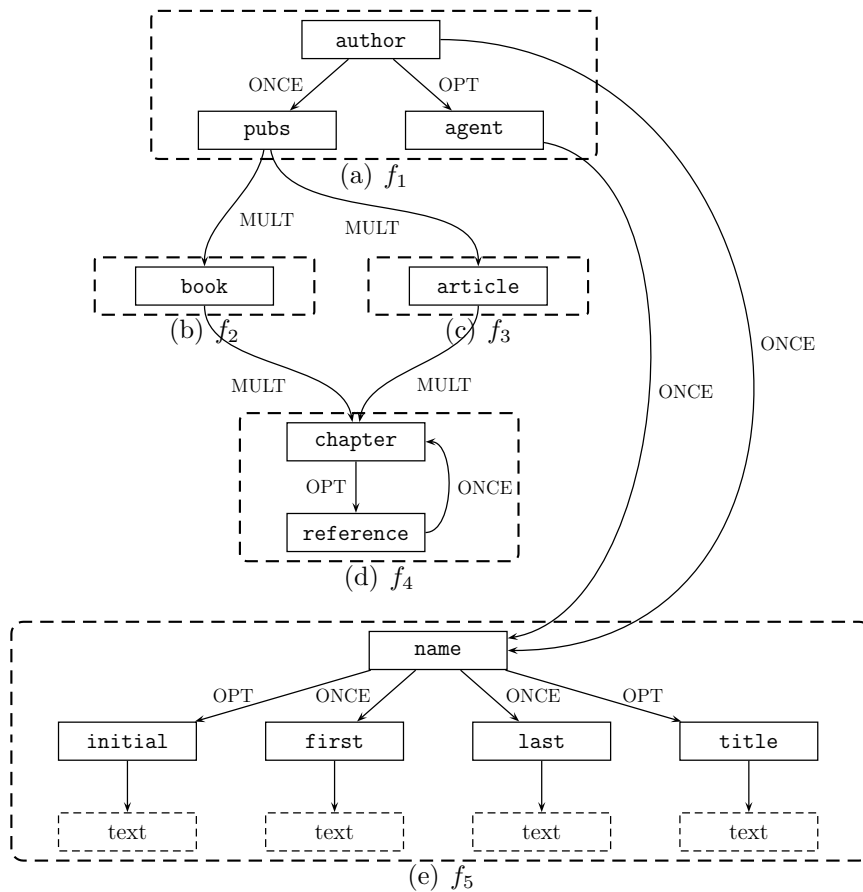 author
ONCE OPT
pubs agent
(a) f1
MULT MULT
book article
(b) f2 (c) f3
ONCE
ONCE
MULT MULT
chapter
OPT ONCE
reference
(d) f4
name
OPT ONCE ONCE OPT
initial first last title
text text text text
(e) f5